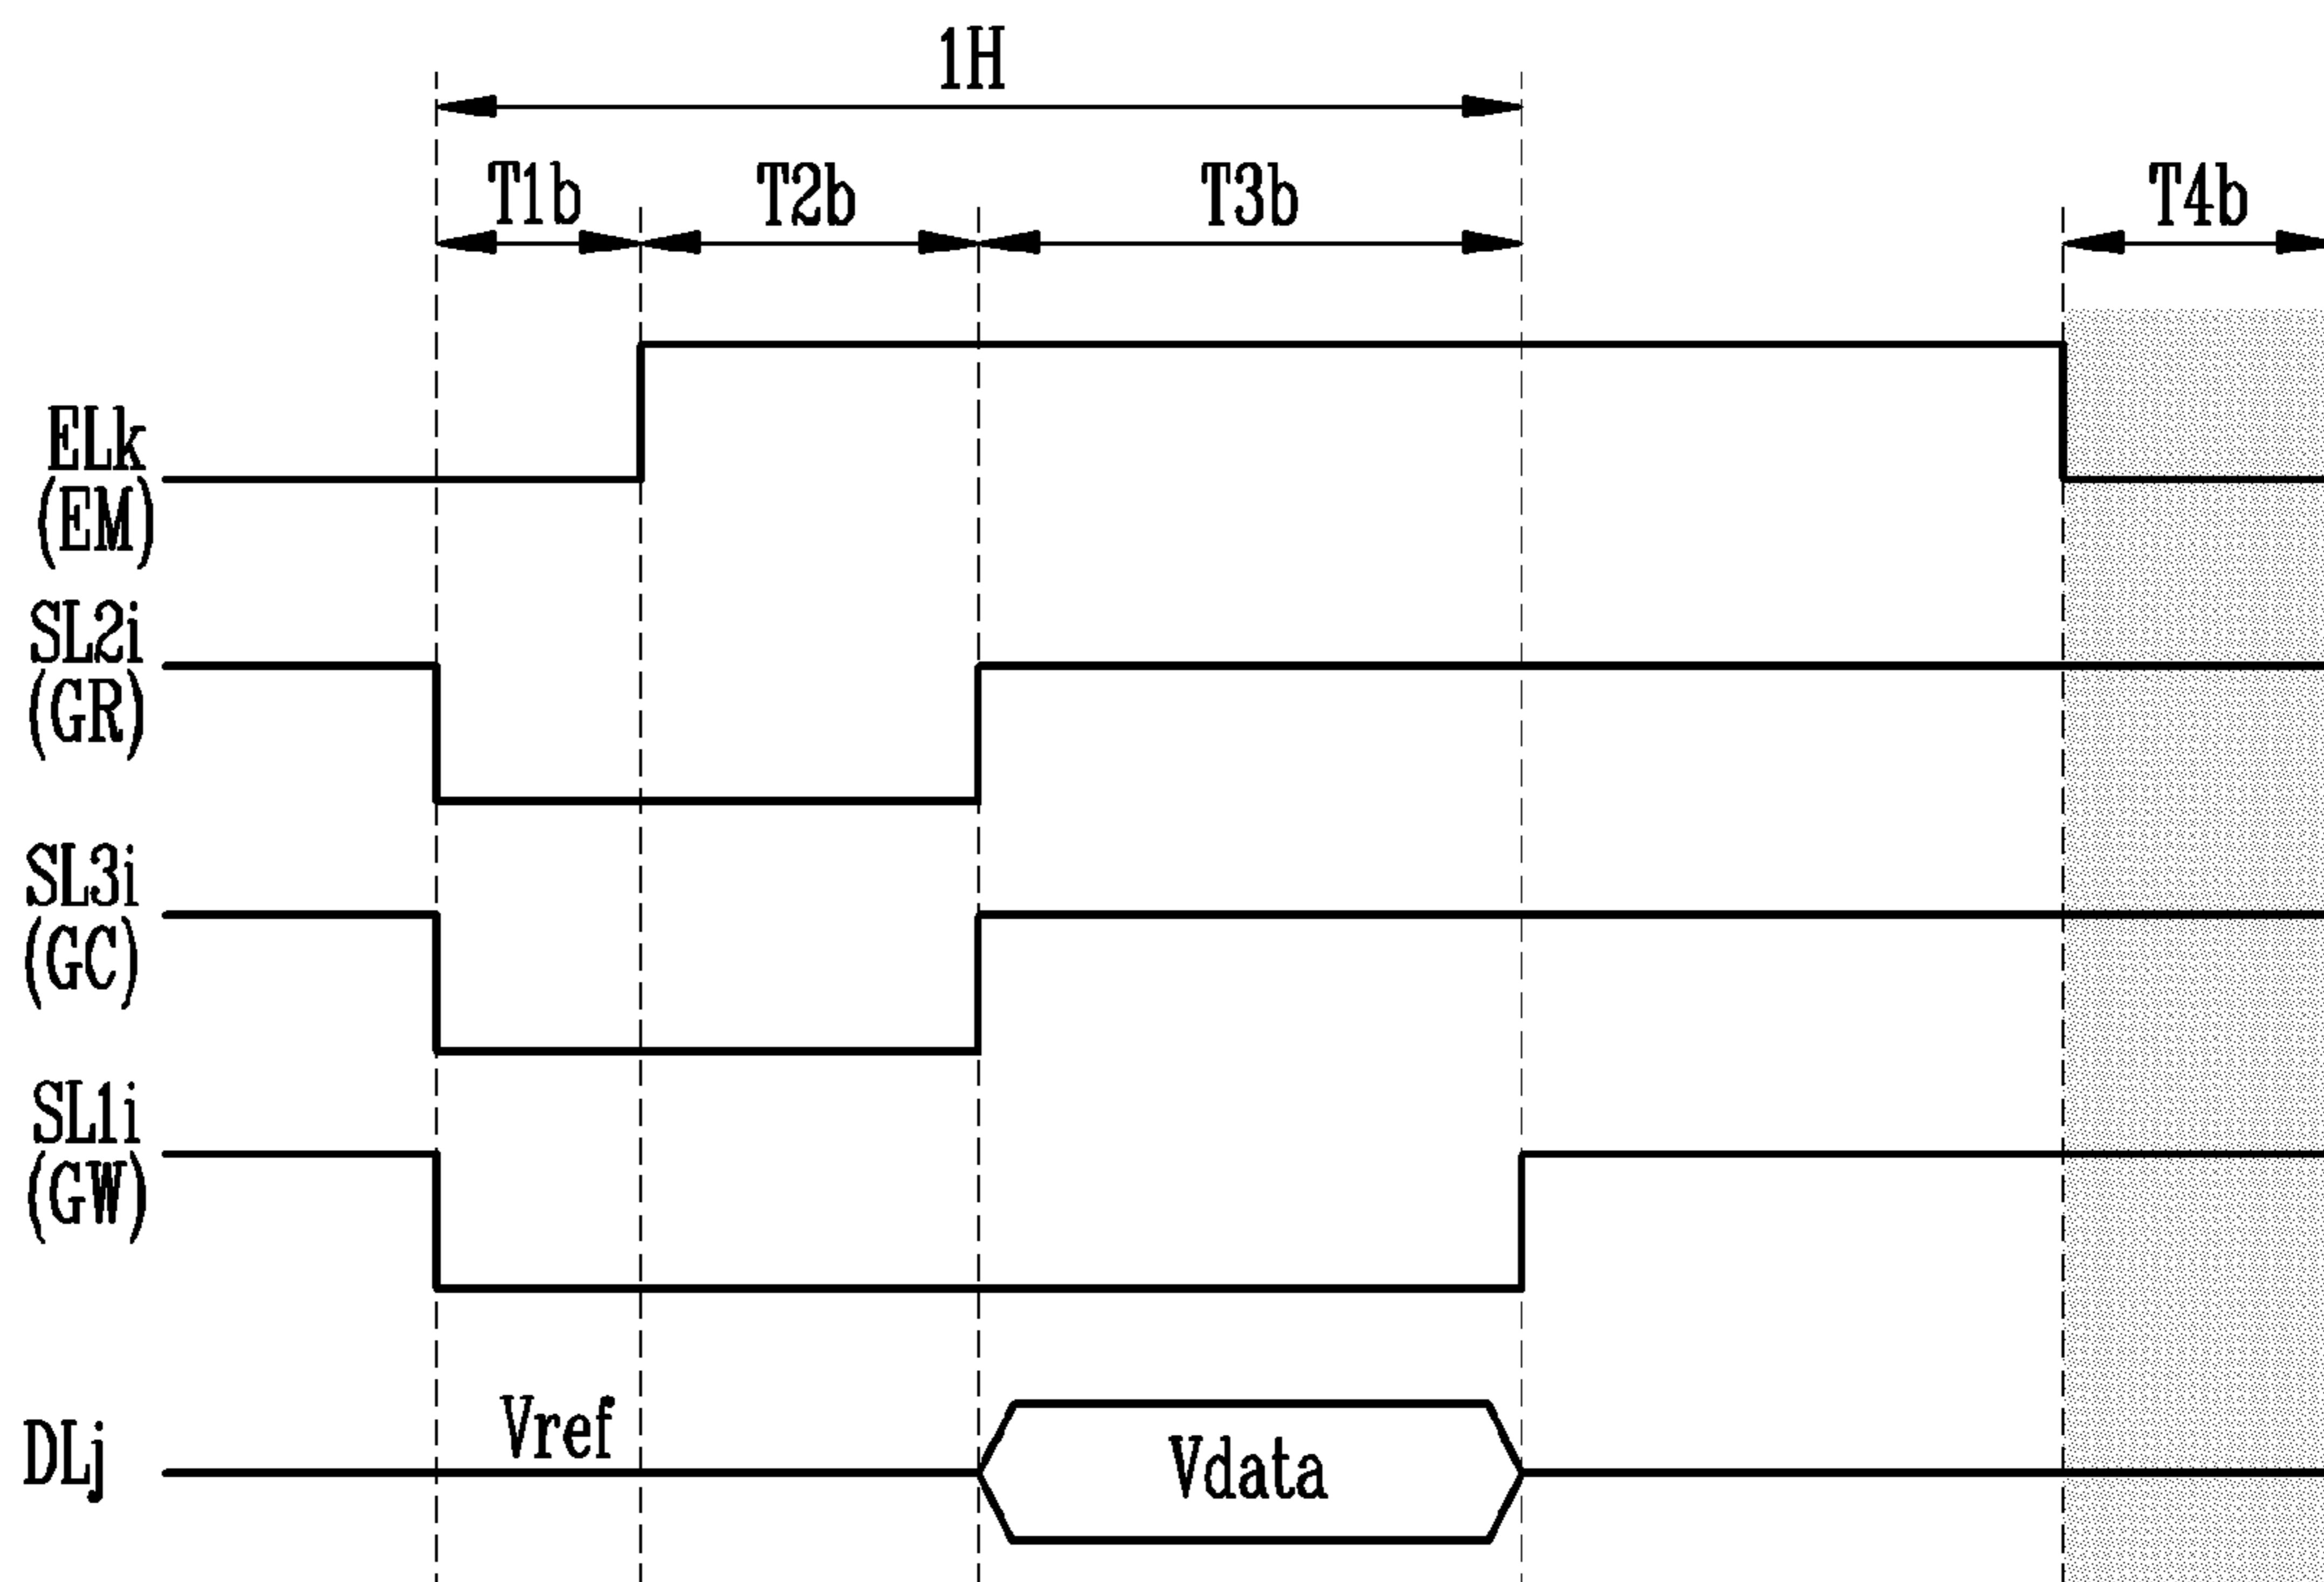 1H
T1b T2b T3b T4b
ELk
(EM)
SL2i
(GR)
SL3i
(GC)
SL1i
(GW)
Vref
DLj Vdata